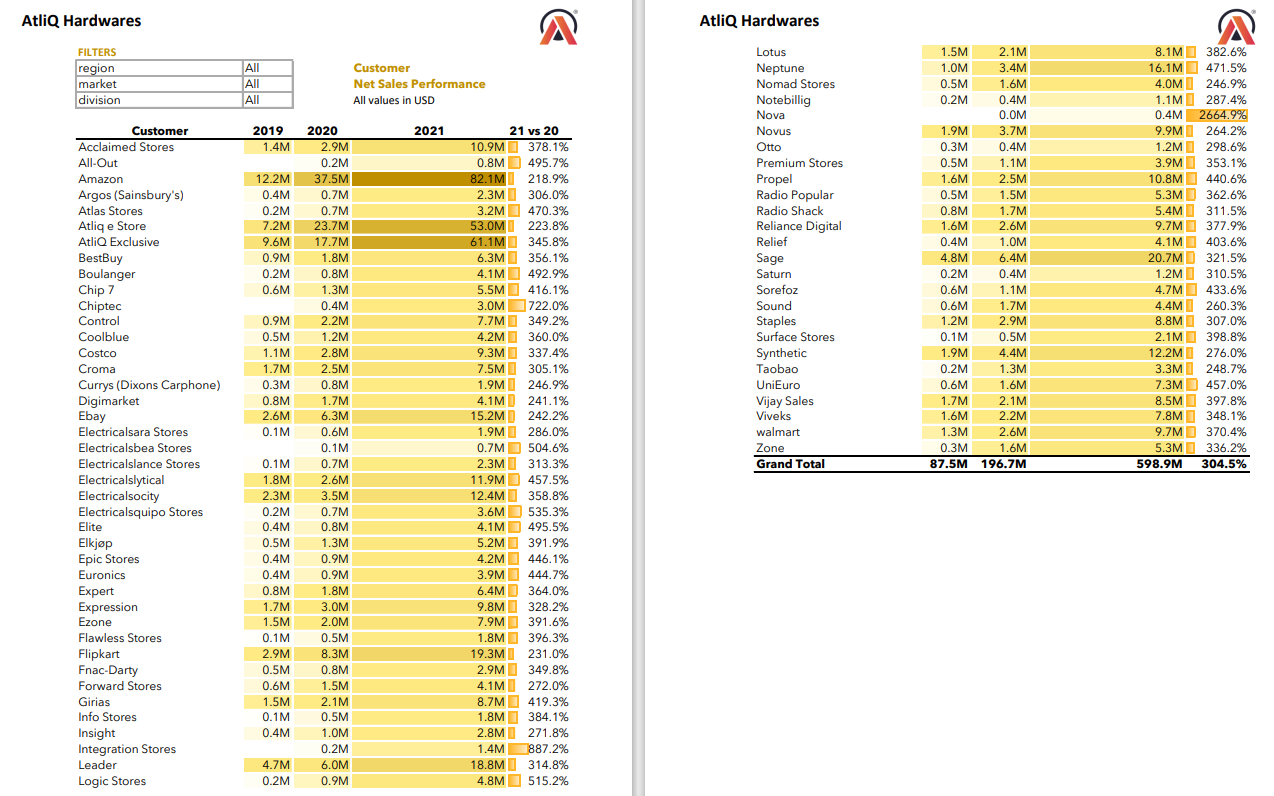 AtliQ Hardwares
FILTERS
region All
market All
division All
Customer
Net Sales Performance
All values in USD
Customer 2019 2020 2021 21 vs 20
Acclaimed Stores 1.4M 2.9M 10.9M 378.1%
All-Out 0.2M 0.8M 495.7%
Amazon 12.2M 37.5M 82.1M 218.9%
Argos (Sainsbury's) 0.4M 0.7M 2.3M 306.0%
Atlas Stores 0.2M 0.7M 3.2M 470.3%
Atliq e Store 7.2M 23.7M 53.0M 223.8%
AtliQ Exclusive 9.6M 17.7M 61.1M 345.8%
BestBuy 0.9M 1.8M 6.3M 356.1%
Boulanger 0.2M 0.8M 4.1M 492.9%
Chip 7 0.6M 1.3M 5.5M 416.1%
Chiptec 0.4M 3.0M 722.0%
Control 0.9M 2.2M 7.7M 349.2%
Coolblue 0.5M 1.2M 4.2M 360.0%
Costco 1.1M 2.8M 9.3M 337.4%
Croma 1.7M 2.5M 7.5M 305.1%
Currys (Dixons Carphone) 0.3M 0.8M 1.9M 246.9%
Digimarket 0.8M 1.7M 4.1M 241.1%
Ebay 2.6M 6.3M 15.2M 242.2%
Electricalsara Stores 0.1M 0.6M 1.9M 286.0%
Electricalsbea Stores 0.1M 0.7M 504.6%
Electricalslance Stores 0.1M 0.7M 2.3M 313.3%
Electricalslytical 1.8M 2.6M 11.9M 457.5%
Electricalsocity 2.3M 3.5M 12.4M 358.8%
Electricalsquipo Stores 0.2M 0.7M 3.6M 535.3%
Elite 0.4M 0.8M 4.1M 495.5%
Elkjøp 0.5M 1.3M 5.2M 391.9%
Epic Stores 0.4M 0.9M 4.2M 446.1%
Euronics 0.4M 0.9M 3.9M 444.7%
Expert 0.8M 1.8M 6.4M 364.0%
Expression 1.7M 3.0M 9.8M 328.2%
Ezone 1.5M 2.0M 7.9M 391.6%
Flawless Stores 0.1M 0.5M 1.8M 396.3%
Flipkart 2.9M 8.3M 19.3M 231.0%
Fnac-Darty 0.5M 0.8M 2.9M 349.8%
Forward Stores 0.6M 1.5M 4.1M 272.0%
Girias 1.5M 2.1M 8.7M 419.3%
Info Stores 0.1M 0.5M 1.8M 384.1%
Insight 0.4M 1.0M 2.8M 271.8%
Integration Stores 0.2M 1.4M 887.2%
Leader 4.7M 6.0M 18.8M 314.8%
Logic Stores 0.2M 0.9M 4.8M 515.2%
AtliQ Hardwares
Lotus 1.5M 2.1M 8.1M 382.6%
Neptune 1.0M 3.4M 16.1M 471.5%
Nomad Stores 0.5M 1.6M 4.0M 246.9%
Notebillig 0.2M 0.4M 1.1M 287.4%
Nova 0.0M 0.4M 2664.9%
Novus 1.9M 3.7M 9.9M 264.2%
Otto 0.3M 0.4M 1.2M 298.6%
Premium Stores 0.5M 1.1M 3.9M 353.1%
Propel 1.6M 2.5M 10.8M 440.6%
Radio Popular 0.5M 1.5M 5.3M 362.6%
Radio Shack 0.8M 1.7M 5.4M 311.5%
Reliance Digital 1.6M 2.6M 9.7M 377.9%
Relief 0.4M 1.0M 4.1M 403.6%
Sage 4.8M 6.4M 20.7M 321.5%
Saturn 0.2M 0.4M 1.2M 310.5%
Sorefoz 0.6M 1.1M 4.7M 433.6%
Sound 0.6M 1.7M 4.4M 260.3%
Staples 1.2M 2.9M 8.8M 307.0%
Surface Stores 0.1M 0.5M 2.1M 398.8%
Synthetic 1.9M 4.4M 12.2M 276.0%
Taobao 0.2M 1.3M 3.3M 248.7%
UniEuro 0.6M 1.6M 7.3M 457.0%
Vijay Sales 1.7M 2.1M 8.5M 397.8%
Viveks 1.6M 2.2M 7.8M 348.1%
walmart 1.3M 2.6M 9.7M 370.4%
Zone 0.3M 1.6M 5.3M 336.2%
Grand Total 87.5M 196.7M 598.9M 304.5%